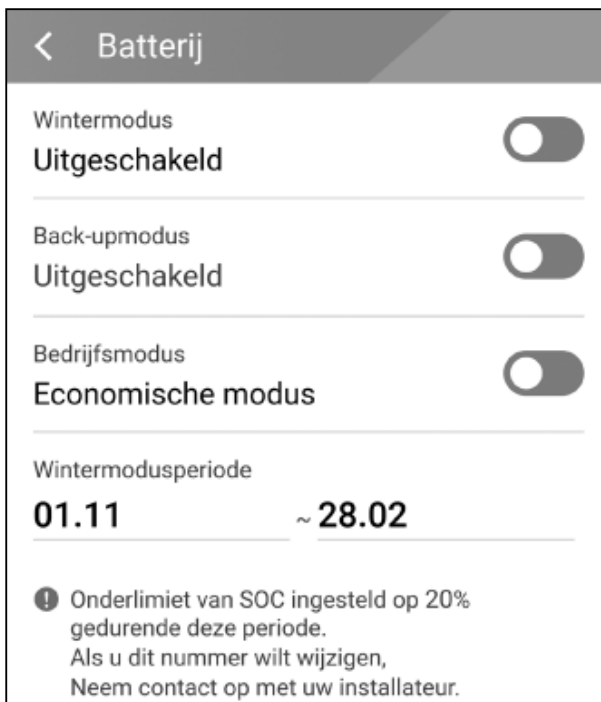 Batterij
Wintermodus
Uitgeschakeld
Back-upmodus
Uitgeschakeld
Bedrijfsmodus
Economische modus
Wintermodusperiode
01.11 ~ 28.02
Onderlimiet van SOC ingesteld op 20%
gedurende deze periode.
Als u dit nummer wilt wijzigen,
Neem contact op met uw installateur.